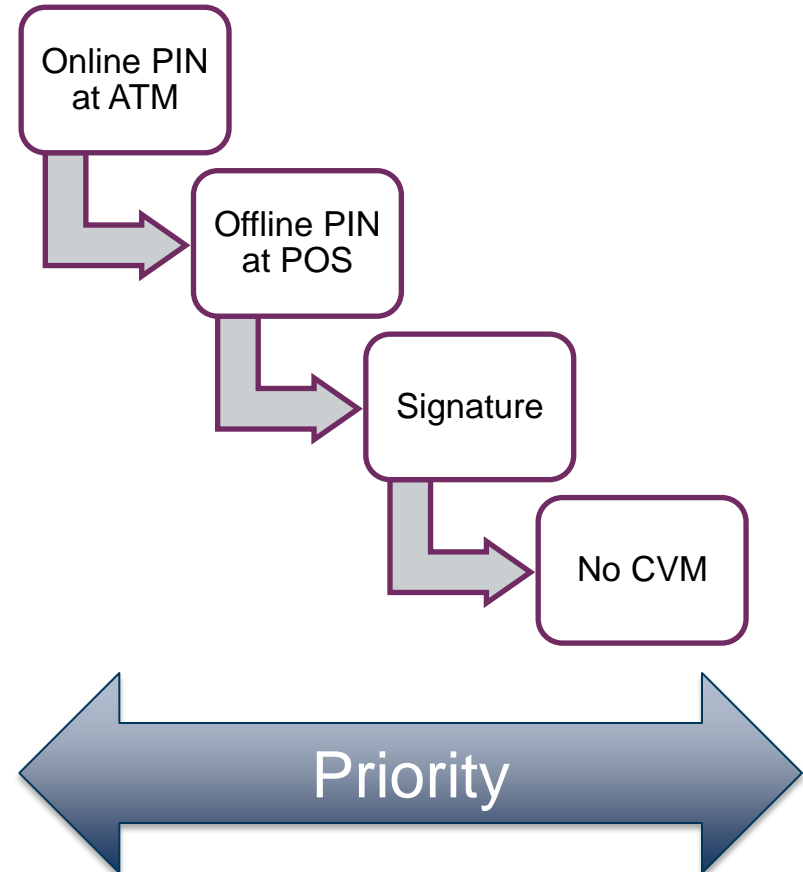 Online PIN
at ATM
Offline PIN
at POS
Signature
No CVM
Priority